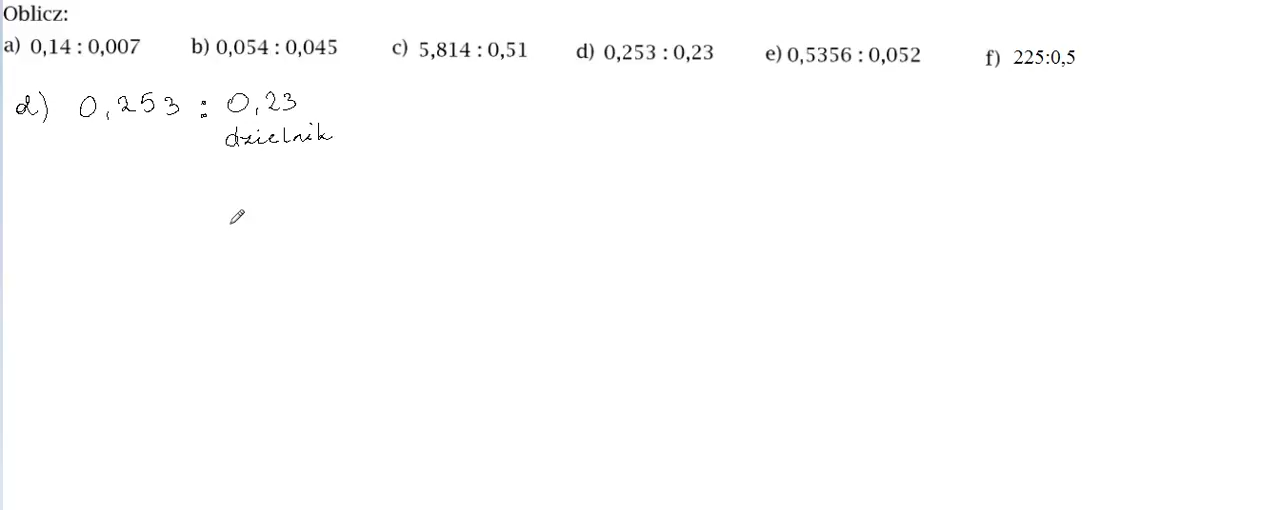 Oblicz:
a) 0,14 : 0,007 b) 0,054 : 0,045 c) 5,814 : 0,51 d) 0,253 : 0,23 e) 0,5356 : 0,052 f) 225:0,5
d) 0,253 : 0,23
dzielnik